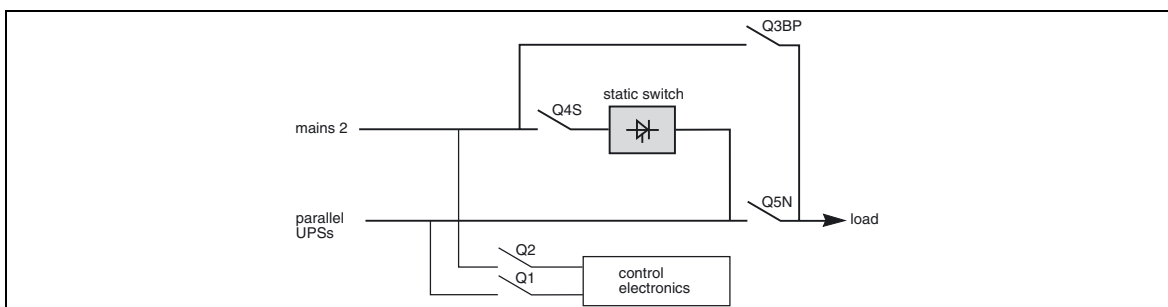 Q3BP
static switch
Q4S
mains 2
Q5N
parallel
UPSs
load
Q2
Q1
control
electronics